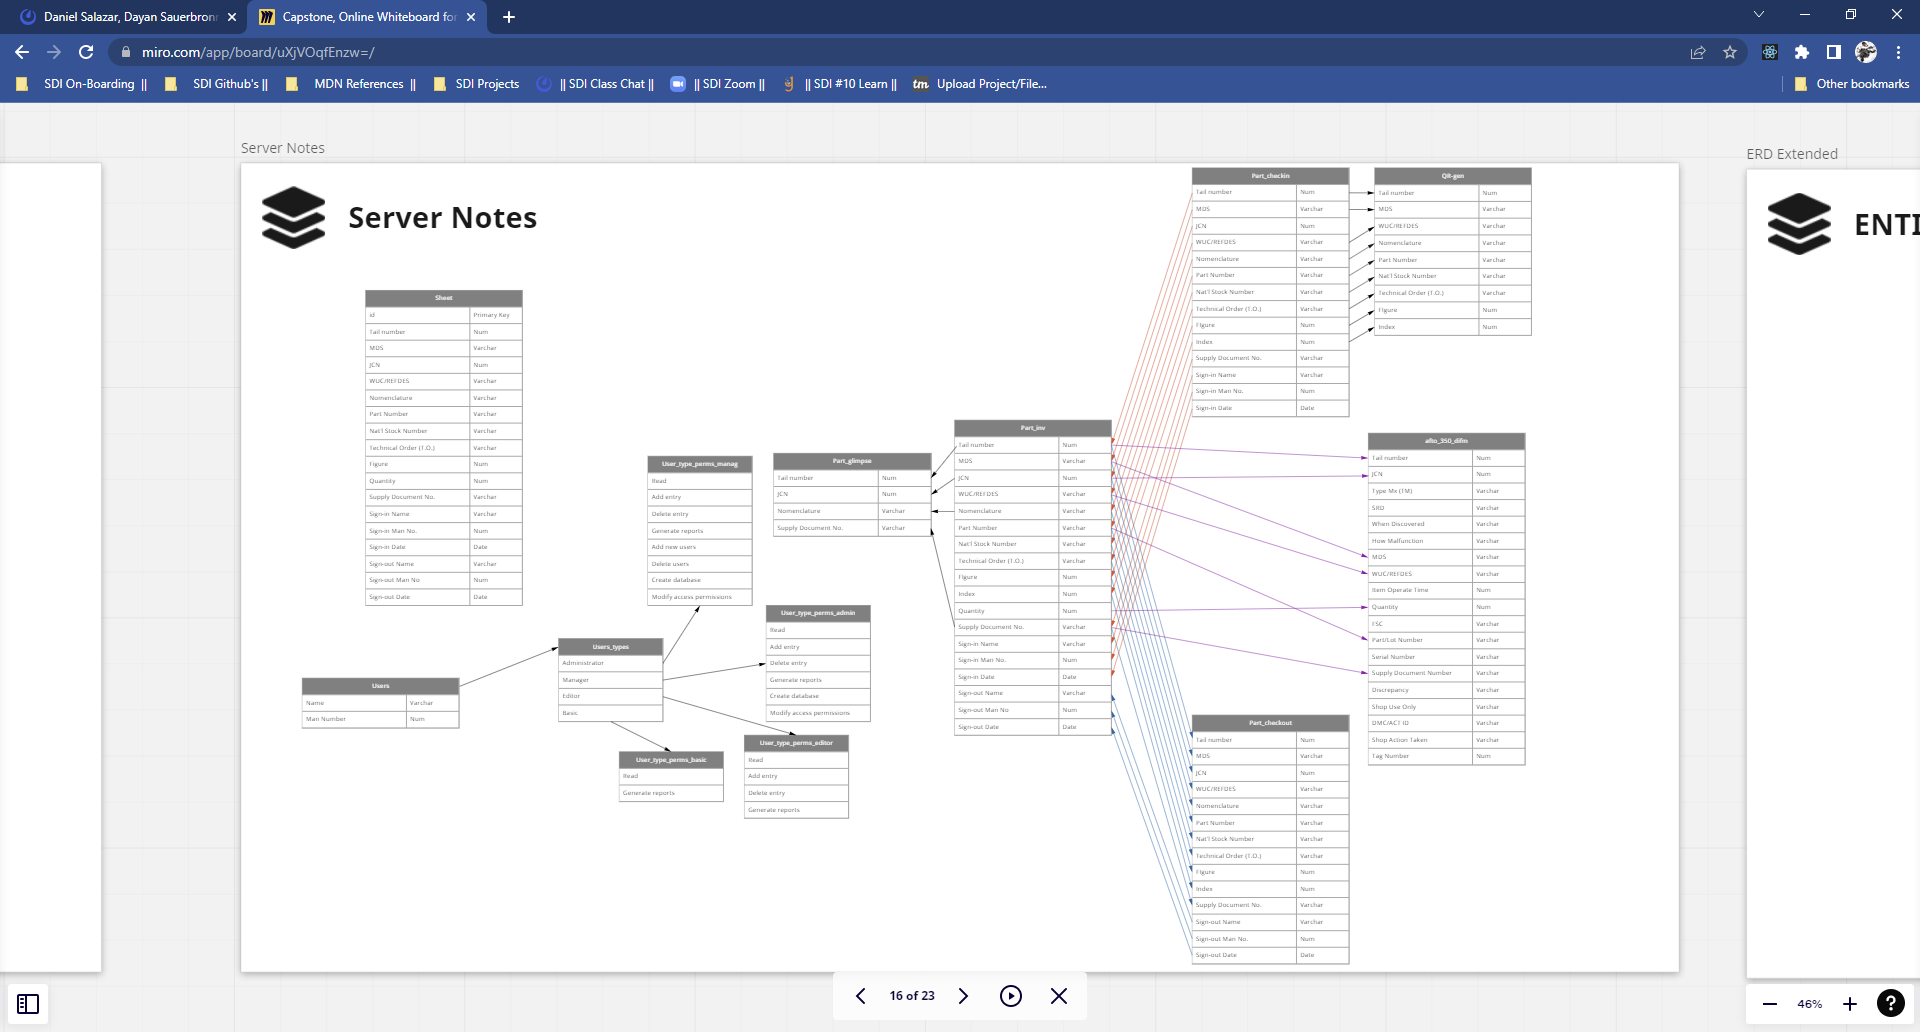 Daniel Salazar, Dayan Sauerbronn
Capstone, Online Whiteboard for
miro.com/app/board/uXjVOqfEnzw=/
SDI On-Boarding ||
SDI Github's ||
MDN References ||
SDI Projects
|| SDI Class Chat ||
|| SDI Zoom ||
|| SDI #10 Learn ||
tm
Upload Project/File...
Other bookmarks
Server Notes
ERD Extended
Server Notes
ENTI
Sheet
id Primary Key
Tail number Num
MDS Varchar
JCN Num
WUC/REFDES Varchar
Nomenclature Varchar
Part Number Varchar
Nat'l Stock Number Varchar
Technical Order (T.O.) Varchar
Figure Num
Quantity Num
Supply Document No. Varchar
Sign-in Name Varchar
Sign-in Man No. Num
Sign-in Date Date
Sign-out Name Varchar
Sign-out Man No Num
Sign-out Date Date
Users
Name Varchar
Man Number Num
Users_types
Administrator
Manager
Editor
Basic
User_type_perms_manag
Read
Add entry
Delete entry
Generate reports
Add new users
Delete users
Create database
Modify access permissions
User_type_perms_admin
Read
Add entry
Delete entry
Generate reports
Create database
Modify access permissions
User_type_perms_basic
Read
Generate reports
User_type_perms_editor
Read
Add entry
Delete entry
Generate reports
Part_glimpse
Tail number Num
JCN Num
Nomenclature Varchar
Supply Document No. Varchar
Part_inv
Tail number Num
MDS Varchar
JCN Num
WUC/REFDES Varchar
Nomenclature Varchar
Part Number Varchar
Nat'l Stock Number Varchar
Technical Order (T.O.) Varchar
Figure Num
Index Num
Quantity Num
Supply Document No. Varchar
Sign-in Name Varchar
Sign-in Man No. Num
Sign-in Date Date
Sign-out Name Varchar
Sign-out Man No Num
Sign-out Date Date
Part_checkin
Tail number Num
MDS Varchar
JCN Num
WUC/REFDES Varchar
Nomenclature Varchar
Part Number Varchar
Nat'l Stock Number Varchar
Technical Order (T.O.) Varchar
Figure Num
Index Num
Supply Document No. Varchar
Sign-in Name Varchar
Sign-in Man No. Num
Sign-in Date Date
QR-gen
Tail number Num
MDS Varchar
WUC/REFDES Varchar
Nomenclature Varchar
Part Number Varchar
Nat'l Stock Number Varchar
Technical Order (T.O.) Varchar
Figure Num
Index Num
afto_350_difin
Tail number Num
JCN Num
Type Mx (TM) Varchar
SRD Varchar
When Discovered Varchar
How Malfunction Varchar
MDS Varchar
WUC/REFDES Varchar
Item Operate Time Num
Quantity Num
FSC Varchar
Part/Lot Number Varchar
Serial Number Varchar
Supply Document Number Varchar
Discrepancy Varchar
Shop Use Only Varchar
DMC/ACT ID Varchar
Shop Action Taken Varchar
Tag Number Num
Part_checkout
Tail number Num
MDS Varchar
JCN Num
WUC/REFDES Varchar
Nomenclature Varchar
Part Number Varchar
Nat'l Stock Number Varchar
Technical Order (T.O.) Varchar
Figure Num
Index Num
Supply Document No. Varchar
Sign-out Name Varchar
Sign-out Man No. Num
Sign-out Date Date
16 of 23
46%
?